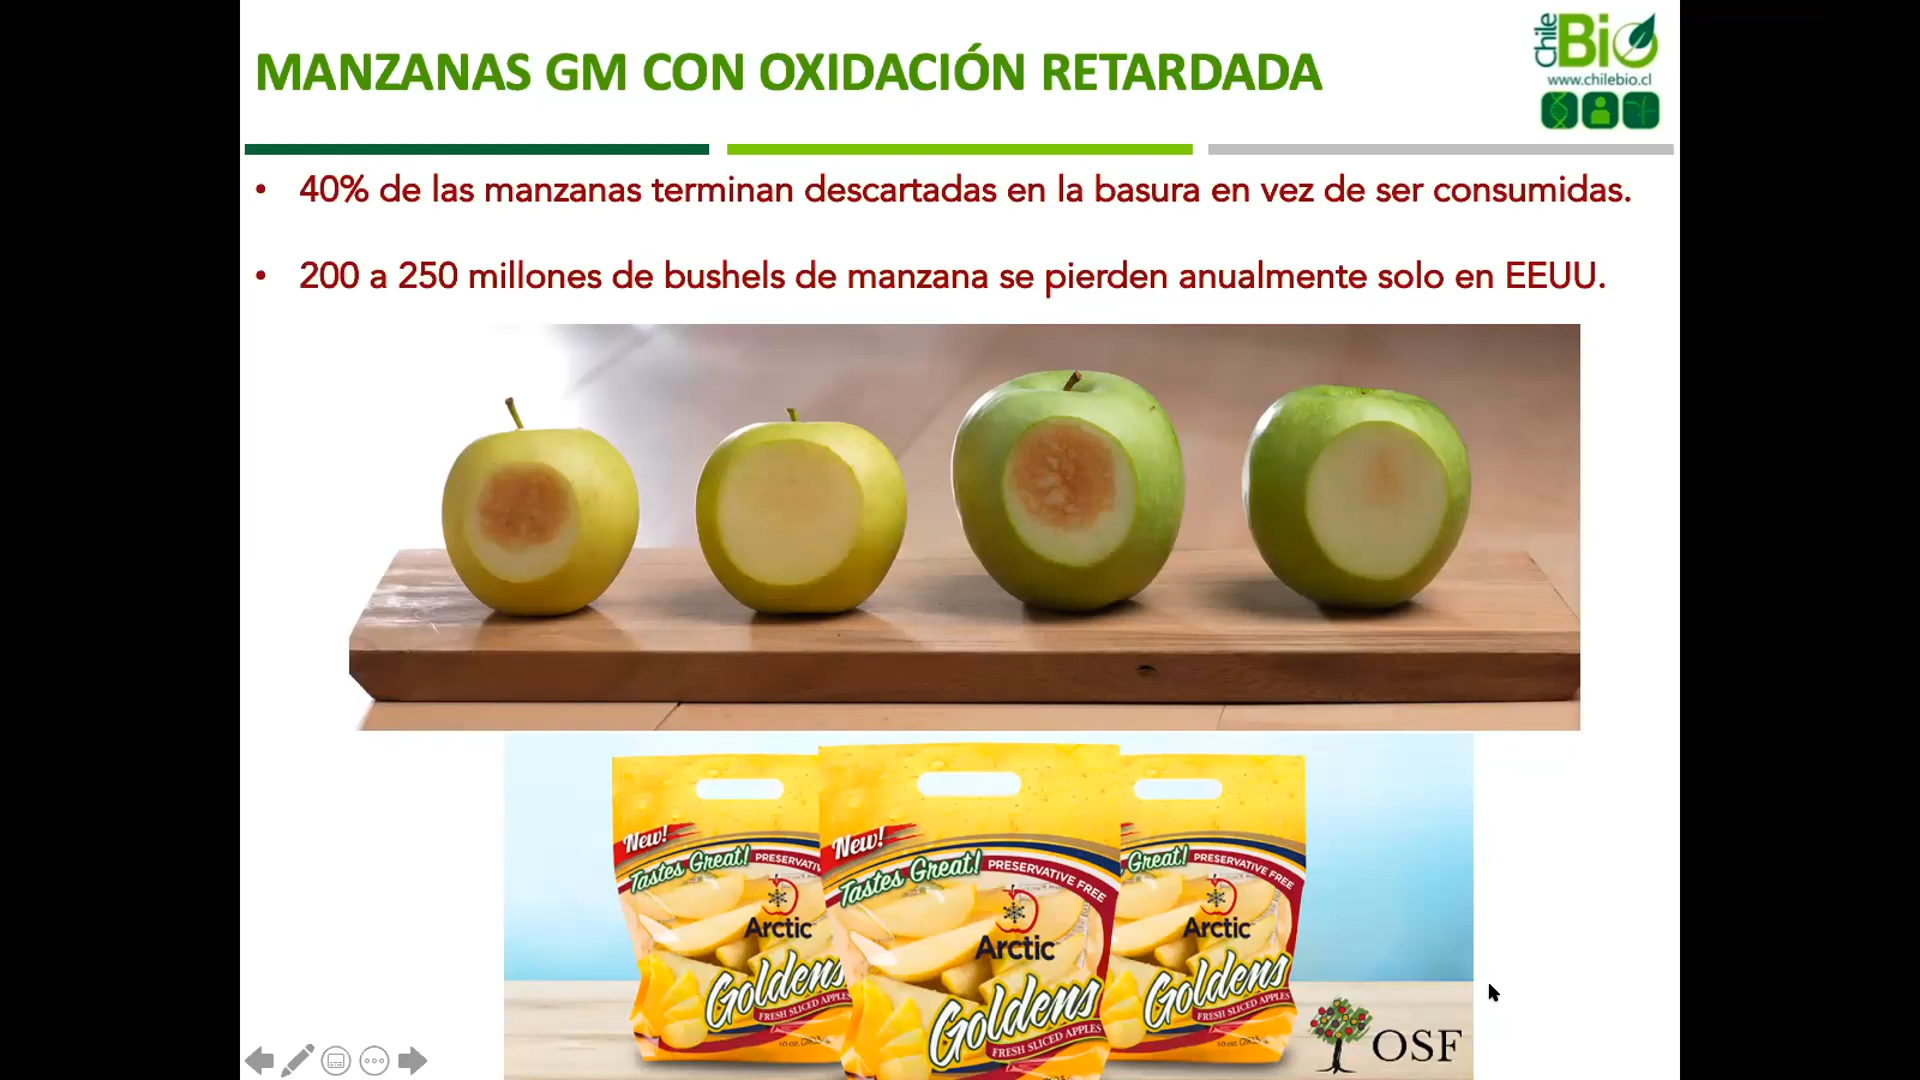 MANZANAS GM CON OXIDACIÓN RETARDADA
Chile
Bio
www.chilebio.cl
• 40% de las manzanas terminan descartadas en la basura en vez de ser consumidas.
• 200 a 250 millones de bushels de manzana se pierden anualmente solo en EEUU.
New!
Tastes Great!
PRESERVATIV
Arctic
Goldens
FRESH SLICED APPLES
New!
Tastes Great!
PRESERVATIVE FREE
Arctic
Goldens
FRESH SLICED APPLES
Great!
PRESERVATIVE FREE
Arctic
Goldens
FRESH SLICED APPLES
OSF